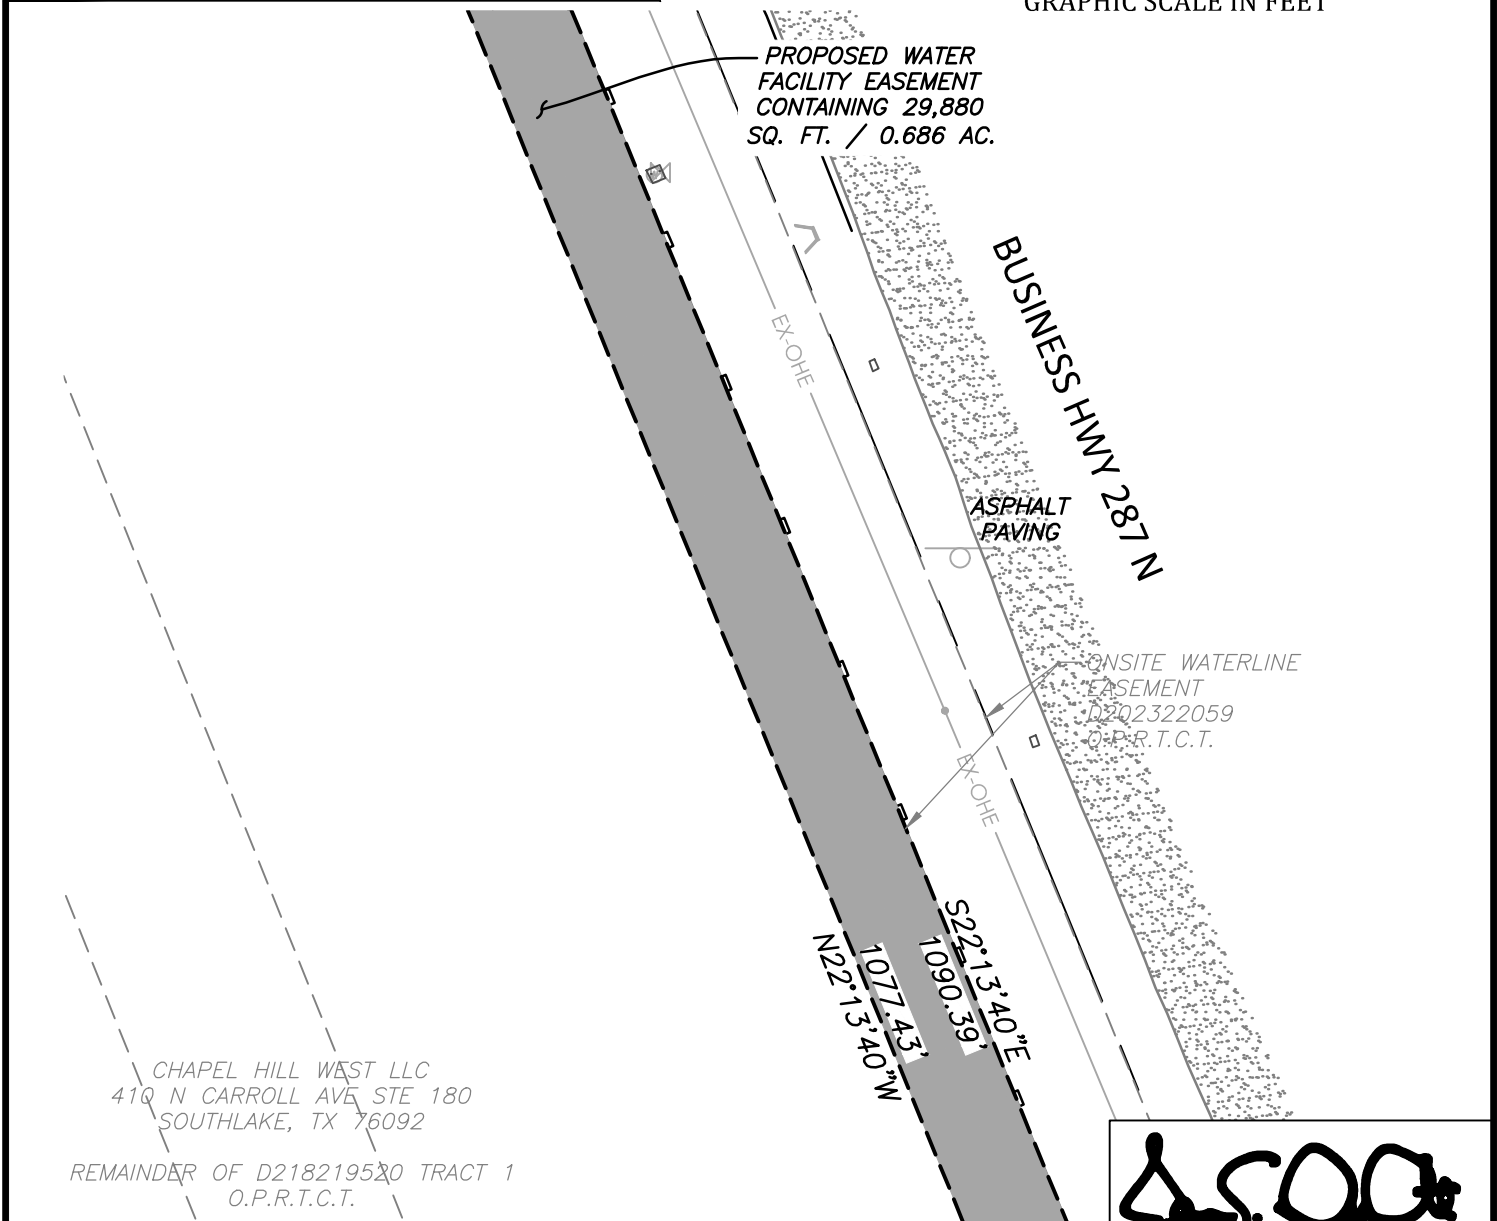 GRAPHIC SCALE IN FEET
PROPOSED WATER
FACILITY EASEMENT
CONTAINING 29,880
SQ. FT. / 0.686 AC.
BUSINESS HWY 287 N
EX-OHE
ASPHALT
PAVING
ONSITE WATERLINE
EASEMENT
D202322059
O.P.R.T.C.T.
EX-OHE
S22°13'40"E
1090.39'
1077.43'
N22°13'40"W
CHAPEL HILL WEST LLC
410 N CARROLL AVE STE 180
SOUTHLAKE, TX 76092
REMAINDER OF D218219520 TRACT 1
O.P.R.T.C.T.